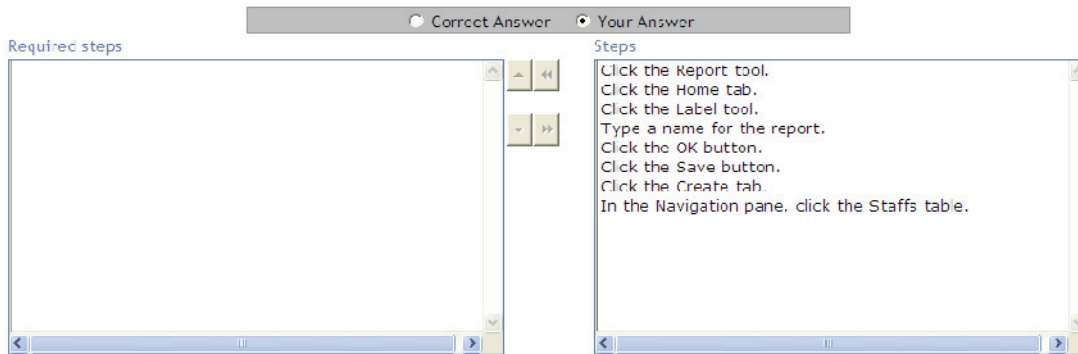 Correct Answer Your Answer
Required steps
Steps
Click the Report tool.
Click the Home tab.
Click the Label tool.
Type a name for the report.
Click the OK button.
Click the Save button.
Click the Create tab.
In the Navigation pane, click the Staffs table.